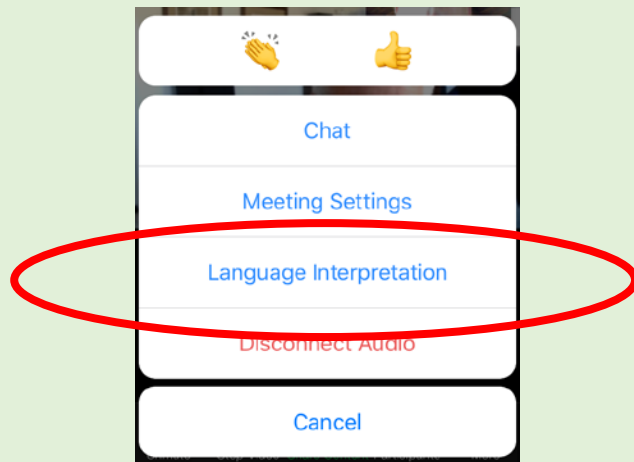 Chat
Meeting Settings
Language Interpretation
Disconnect Audio
Cancel